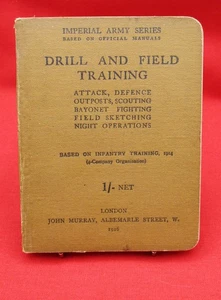 IMPERIAL ARMY SERIES
BASED ON OFFICIAL MANUALS
DRILL AND FIELD
TRAINING
ATTACK, DEFENCE
OUTPOSTS, SCOUTING
BAYONET FIGHTING
FIELD SKETCHING
NIGHT OPERATIONS
BASED ON INFANTRY TRAINING, 1914
(4-Company Organization)
1/- NET
LONDON
JOHN MURRAY, ALBEMARLE STREET, W.